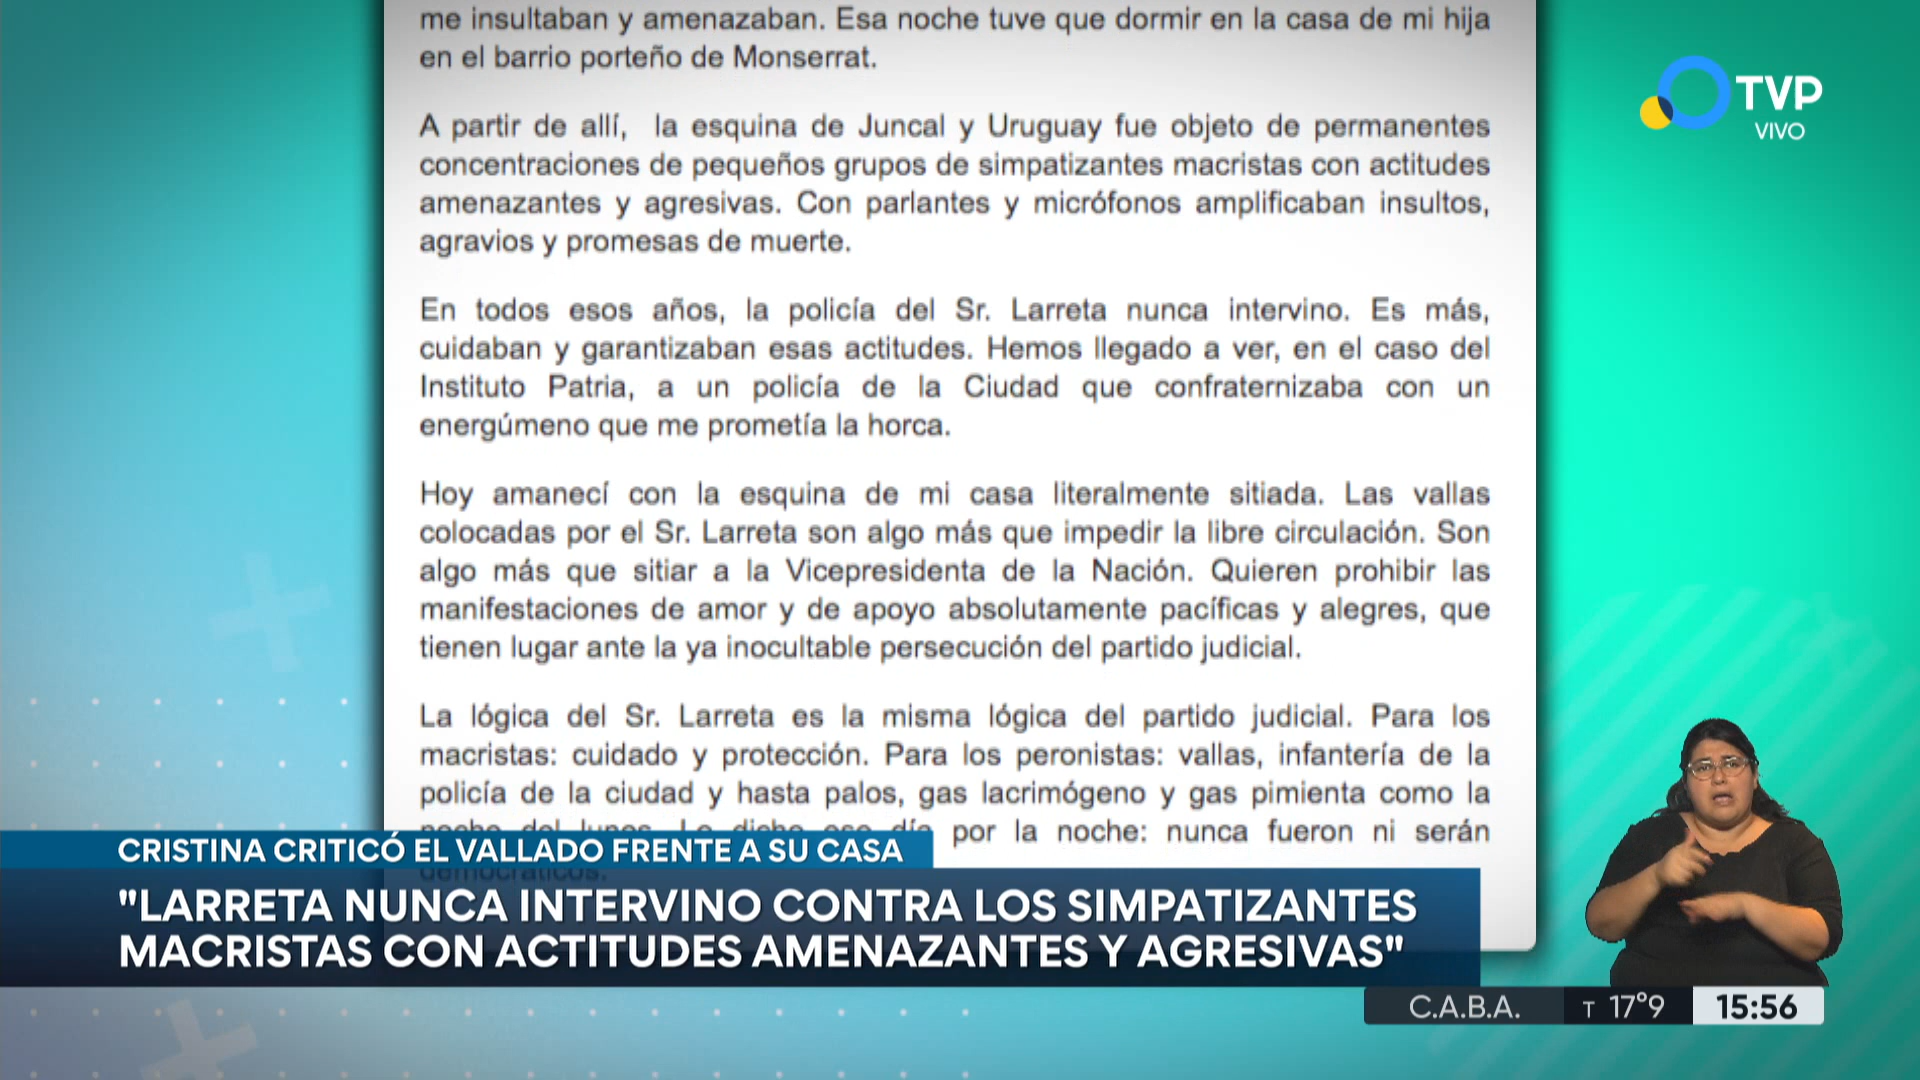 me insultaban y amenazaban. Esa noche tuve que dormir en la casa de mi hija
en el barrio porteño de Monserrat.
A partir de allí, la esquina de Juncal y Uruguay fue objeto de permanentes
concentraciones de pequeños grupos de simpatizantes macristas con actitudes
amenazantes y agresivas. Con parlantes y micrófonos amplificaban insultos,
agravios y promesas de muerte.
En todos esos años, la policía del Sr. Larreta nunca intervino. Es más,
cuidaban y garantizaban esas actitudes. Hemos llegado a ver, en el caso del
Instituto Patria, a un policía de la Ciudad que confraternizaba con un
energúmeno que me prometía la horca.
Hoy amanecí con la esquina de mi casa literalmente sitiada. Las vallas
colocadas por el Sr. Larreta son algo más que impedir la libre circulación. Son
algo más que sitiar a la Vicepresidenta de la Nación. Quieren prohibir las
manifestaciones de amor y de apoyo absolutamente pacíficas y alegres, que
tienen lugar ante la ya inocultable persecución del partido judicial.
La lógica del Sr. Larreta es la misma lógica del partido judicial. Para los
macristas: cuidado y protección. Para los peronistas: vallas, infantería de la
policía de la ciudad y hasta palos, gas lacrimógeno y gas pimienta como la
noche del lunes. Lo dicho ese día por la noche: nunca fueron ni serán
democráticos.
TVP
VIVO
CRISTINA CRITICÓ EL VALLADO FRENTE A SU CASA
"LARRETA NUNCA INTERVINO CONTRA LOS SIMPATIZANTES
MACRISTAS CON ACTITUDES AMENAZANTES Y AGRESIVAS"
C.A.B.A. T 17°9 15:56